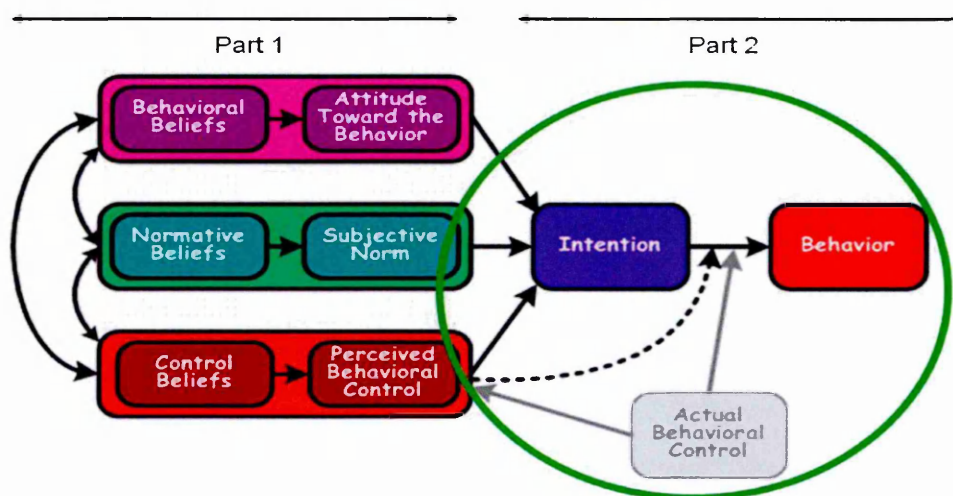 Part 1
Part 2
Behavioral
Beliefs
Attitude
Toward the
Behavior
Normative
Beliefs
Subjective
Norm
Intention
Behavior
Control
Beliefs
Perceived
Behavioral
Control
Actual
Behavioral
Control